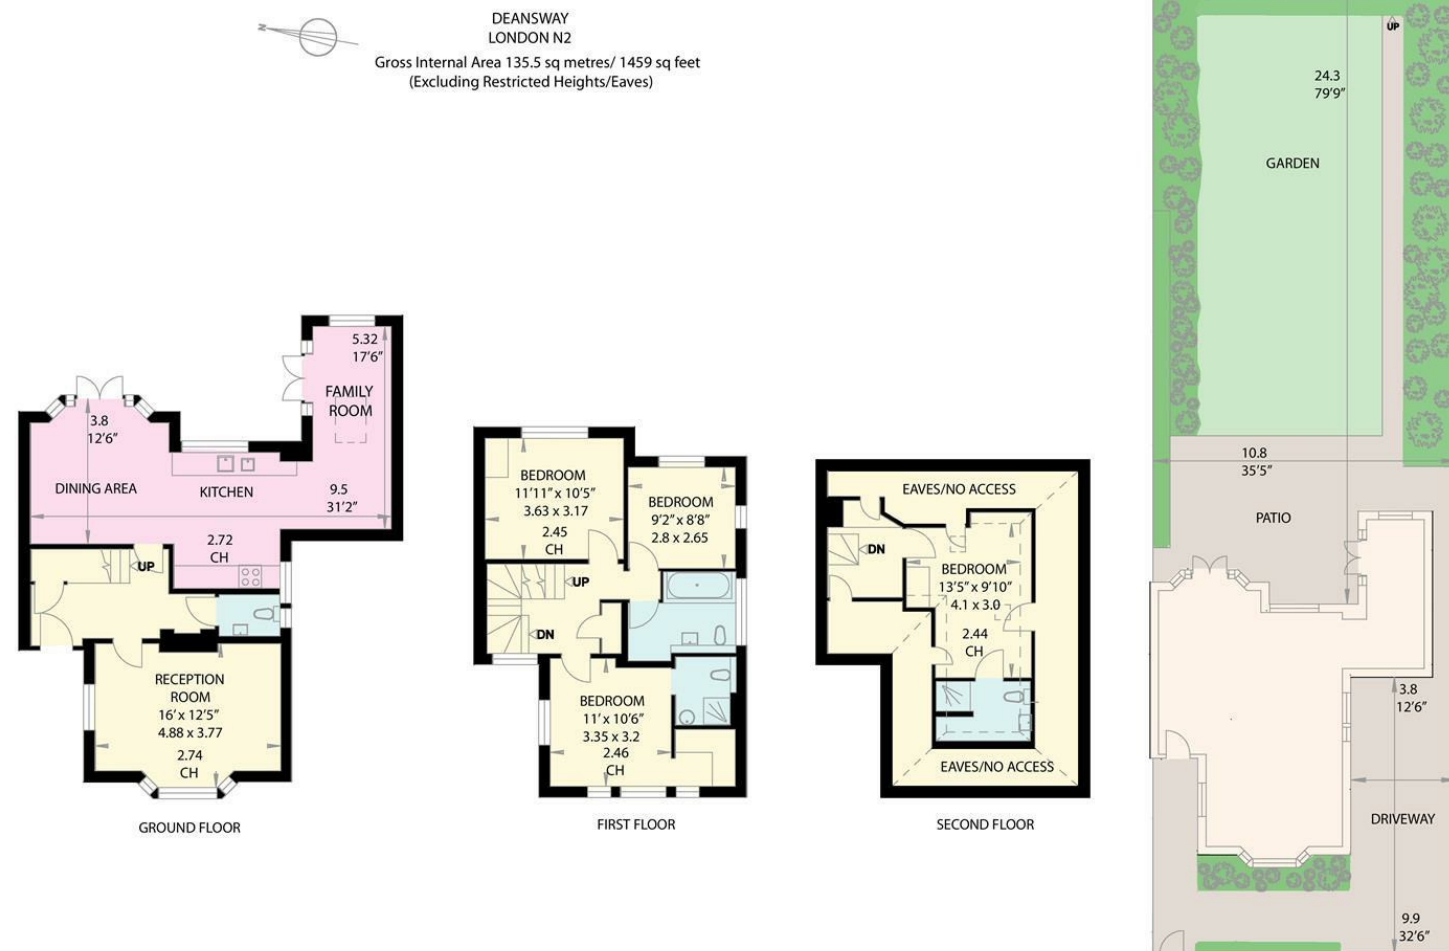 N
DEANSWAY
LONDON N2
Gross Internal Area 135.5 sq metres/ 1459 sq feet
(Excluding Restricted Heights/Eaves)
5.32
17'6"
FAMILY
ROOM
3.8
12'6"
DINING AREA
KITCHEN
9.5
31'2"
2.72
CH
UP
RECEPTION
ROOM
16' x 12'5"
4.88 x 3.77
2.74
CH
GROUND FLOOR
BEDROOM
11'11" x 10'5"
3.63 x 3.17
2.45
CH
BEDROOM
9'2" x 8'8"
2.8 x 2.65
UP
DN
BEDROOM
11' x 10'6"
3.35 x 3.2
2.46
CH
FIRST FLOOR
EAVES/NO ACCESS
DN
BEDROOM
13'5" x 9'10"
4.1 x 3.0
2.44
CH
EAVES/NO ACCESS
SECOND FLOOR
UP
24.3
79'9"
GARDEN
10.8
35'5"
PATIO
3.8
12'6"
DRIVEWAY
9.9
32'6"